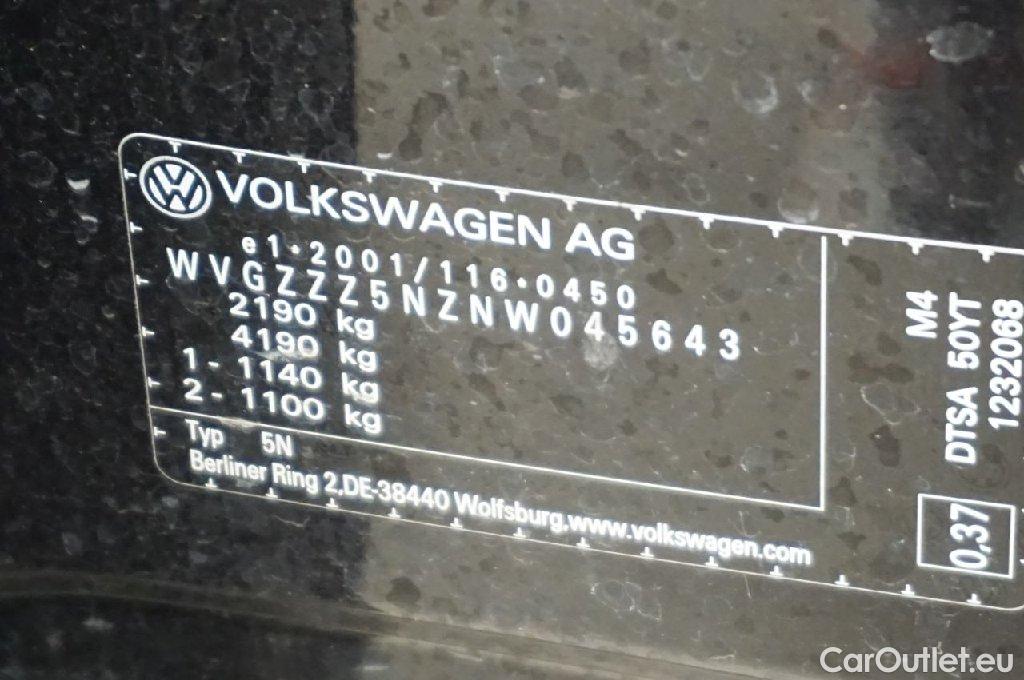 VOLKSWAGEN AG
e1*2001/116*0450
WVGZZZ5NZNW045643
2190 kg
4190 kg
1 - 1140 kg
2 - 1100 kg
Typ 5N
Berliner Ring 2,DE-38440 Wolfsburg,www.volkswagen.com
M4
DTSA 50YT
1232068
0,37
CarOutlet.eu